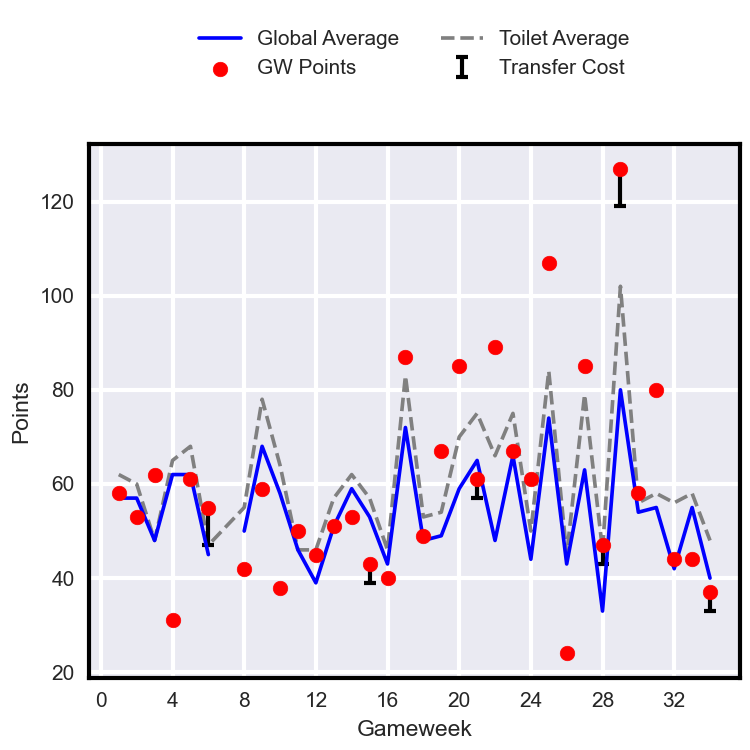 Global Average
Toilet Average
GW Points
Transfer Cost
120
100
80
60
40
20
Points
0 4 8 12 16 20 24 28 32
Gameweek